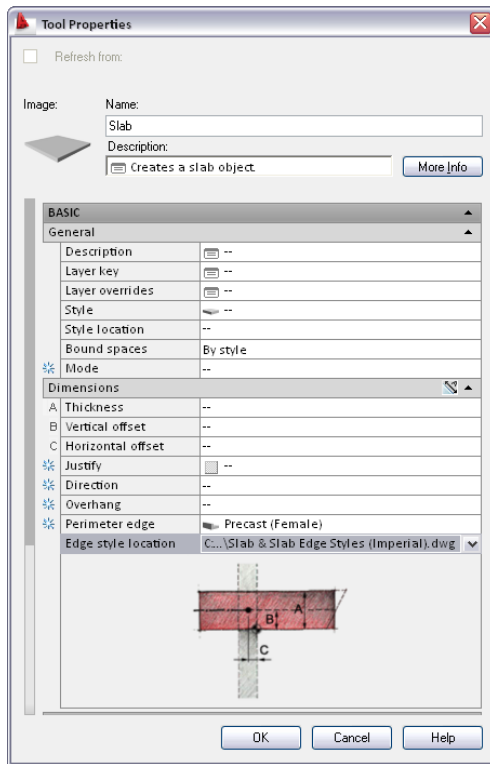 Tool Properties
Refresh from:
Image:
Name:
Slab
Description:
Creates a slab object
More Info
BASIC
General
Description --
Layer key --
Layer overrides --
Style --
Style location --
Bound spaces By style
Mode --
Dimensions
A Thickness --
B Vertical offset --
C Horizontal offset --
Justify --
Direction --
Overhang --
Perimeter edge Precast (Female)
Edge style location C:...\Slab & Slab Edge Styles (Imperial).dwg
A
B
C
OK Cancel Help